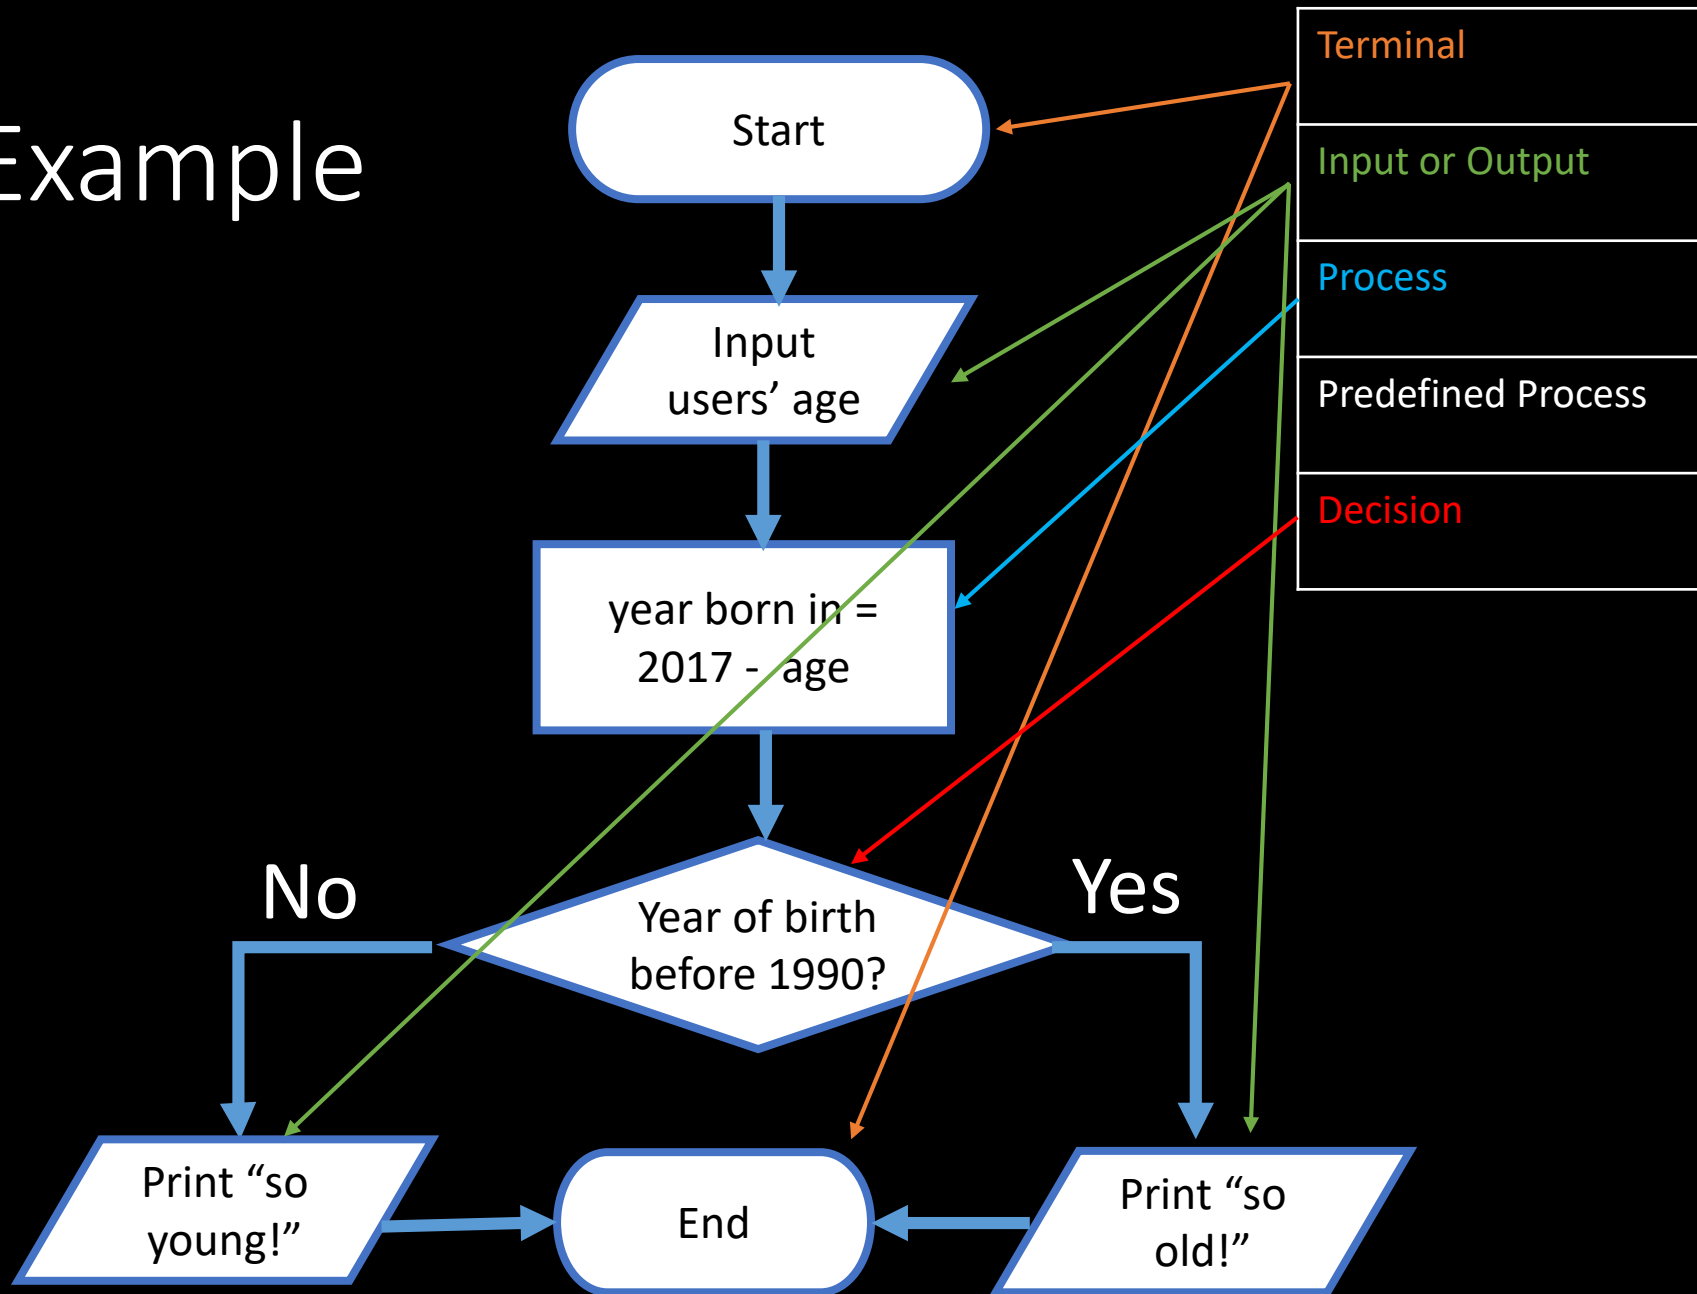 Example
Start
Input
users’ age
year born in =
2017 - age
Year of birth
before 1990?
No
Yes
Print “so
young!”
End
Print “so
old!”
Terminal
Input or Output
Process
Predefined Process
Decision